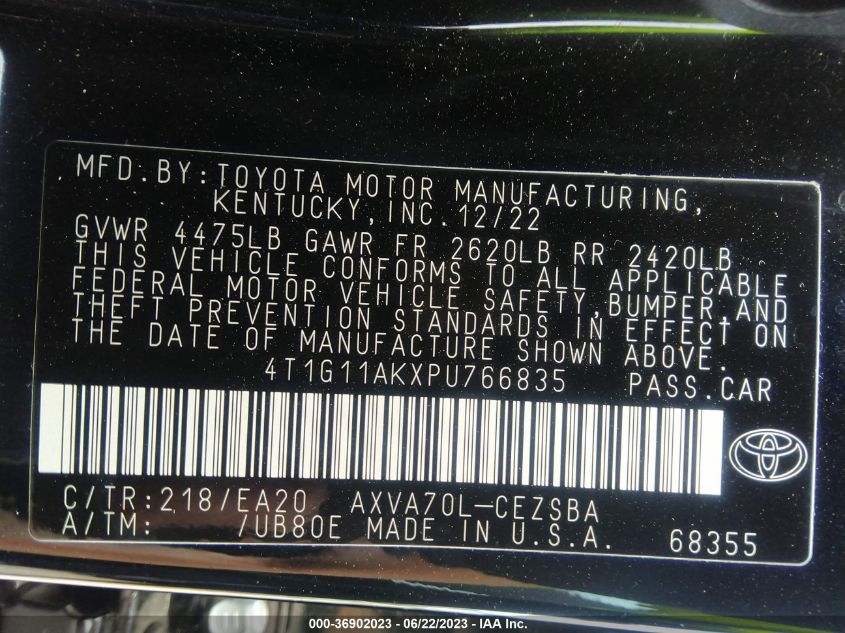 MFD.BY:TOYOTA MOTOR MANUFACTURING,
KENTUCKY,INC.12/22
GVWR 4475LB GAWR FR 2620LB RR 2420LB
THIS VEHICLE CONFORMS TO ALL APPLICABLE
FEDERAL MOTOR VEHICLE SAFETY,BUMPER,AND
THEFT PREVENTION STANDARDS IN EFFECT ON
THE DATE OF MANUFACTURE SHOWN ABOVE.
4T1G11AKXPU766835 PASS.CAR
C/TR:218/EA20 AXVA70L-CEZSBA
A/TM: /UB80E MADE IN U.S.A. 68355
000-36902023 - 06/22/2023 - IAA Inc.